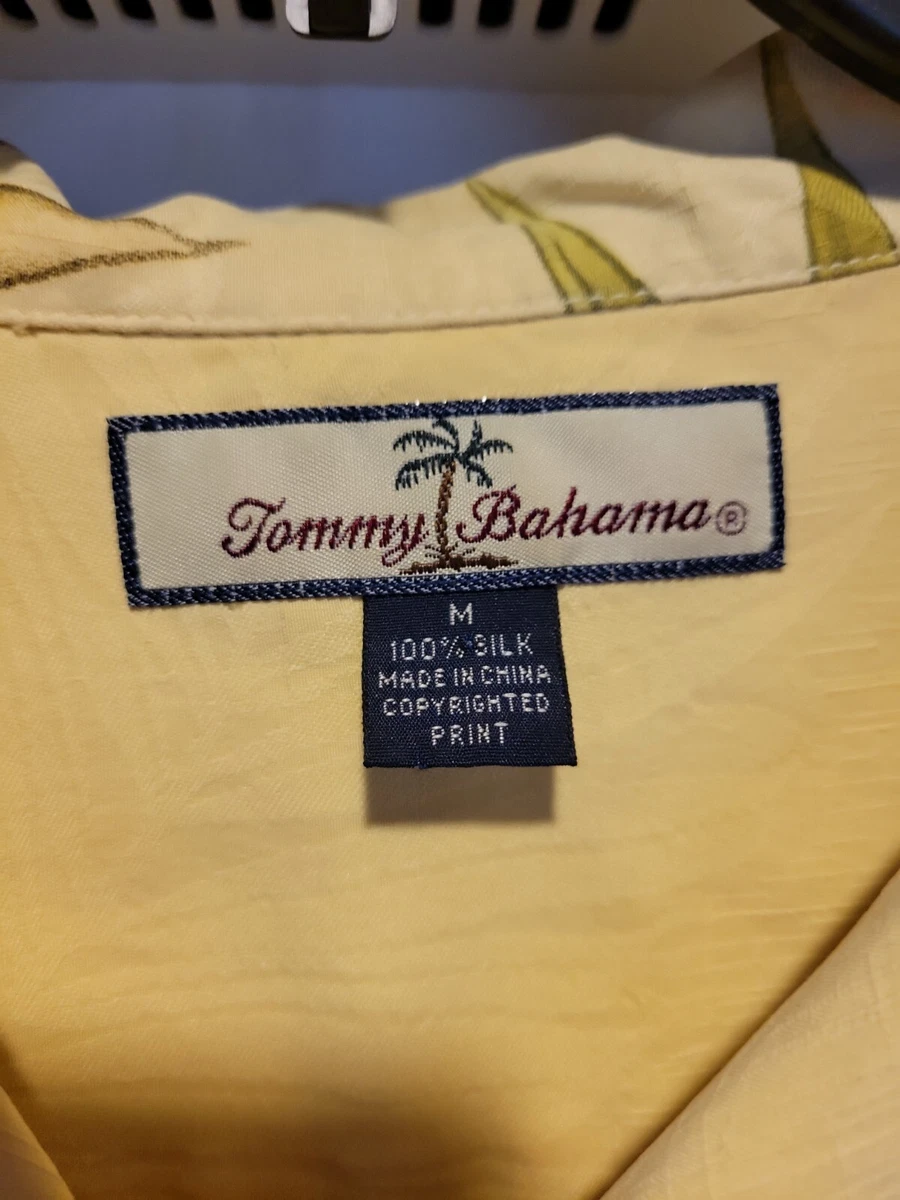 Tommy Bahama®
M
100% SILK
MADE IN CHINA
COPYRIGHTED
PRINT